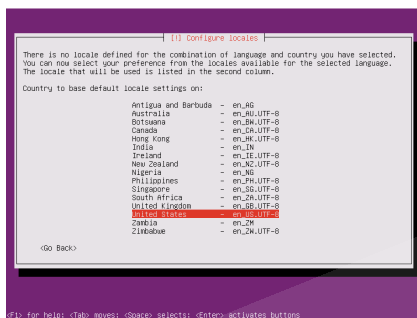 [!] Configure locales
There is no locale defined for the combination of language and country you have selected.
You can now select your preference from the locales available for the selected language.
The locale that will be used is listed in the second column.
Country to base default locale settings on:
Antigua and Barbuda - en_AG
Australia - en_AU.UTF-8
Botswana - en_BW.UTF-8
Canada - en_CA.UTF-8
Hong Kong - en_HK.UTF-8
India - en_IN
Ireland - en_IE.UTF-8
New Zealand - en_NZ.UTF-8
Nigeria - en_NG
Philippines - en_PH.UTF-8
Singapore - en_SG.UTF-8
South Africa - en_ZA.UTF-8
United Kingdom - en_GB.UTF-8
United States - en_US.UTF-8
Zambia - en_ZM
Zimbabwe - en_ZW.UTF-8
<Go Back>
<F1> for help; <Tab> moves; <Space> selects; <Enter> activates buttons